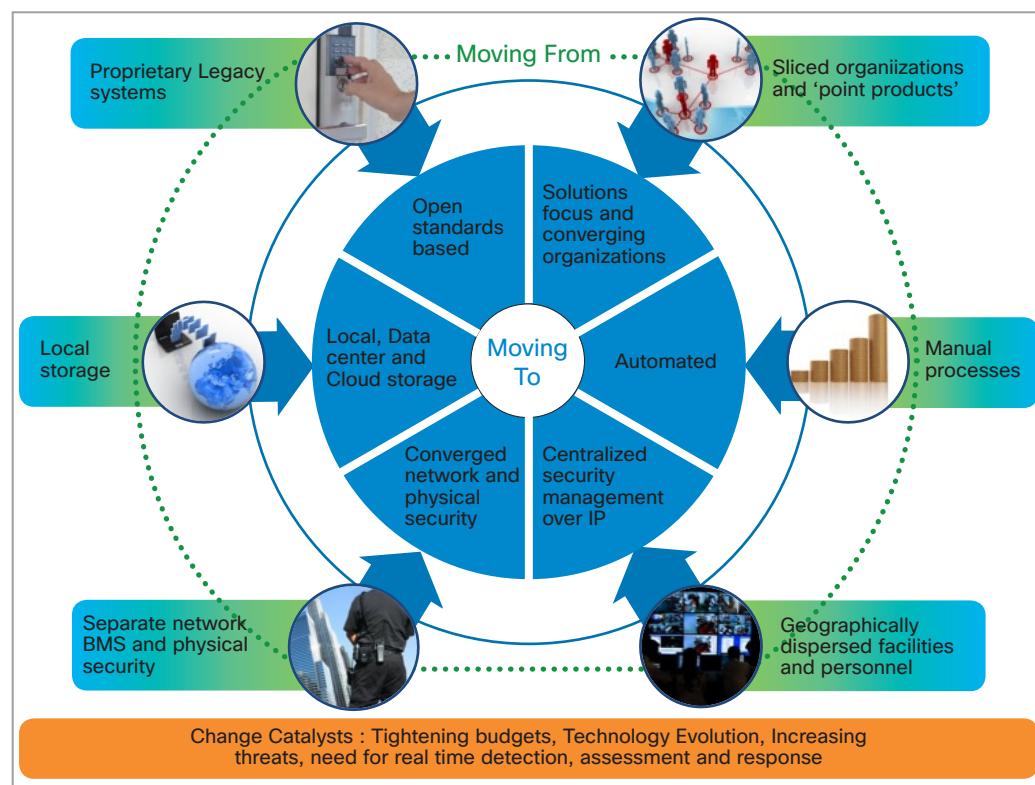 Moving From
Proprietary Legacy
systems
Sliced organiizations
and ‘point products’
Open
standards
based
Solutions
focus and
converging
organizations
Local
storage
Local, Data
center and
Cloud storage
Moving
To
Automated
Manual
processes
Converged
network and
physical
security
Centralized
security
management
over IP
Separate network
BMS and physical
security
Geographically
dispersed facilities
and personnel
Change Catalysts : Tightening budgets, Technology Evolution, Increasing
threats, need for real time detection, assessment and response